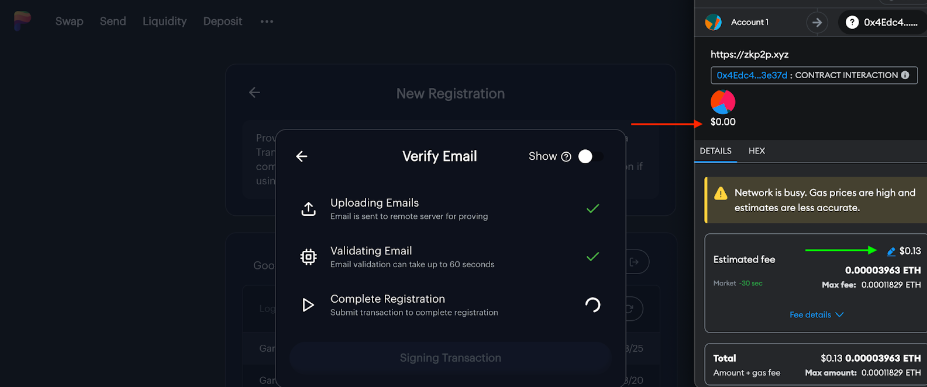 Swap
Send
Liquidity
Deposit
...
New Registration
Prov
Tran
com
on if
using
Verify Email
Show
Uploading Emails
Email is sent to remote server for proving
Validating Email
Email validation can take up to 60 seconds
Complete Registration
Submit transaction to complete registration
Signing Transaction
Goo
Log
Gar
3/25
Gar
3/20
Account 1
0x4Edc4......
https://zkp2p.xyz
0x4Edc4...3e37d : CONTRACT INTERACTION
$0.00
DETAILS
HEX
Network is busy. Gas prices are high and
estimates are less accurate.
$0.13
Estimated fee
0.00003963 ETH
Market ~30 sec
Max fee: 0.00011829 ETH
Fee details
Total
$0.13 0.00003963 ETH
Amount + gas fee
Max amount: 0.00011829 ETH